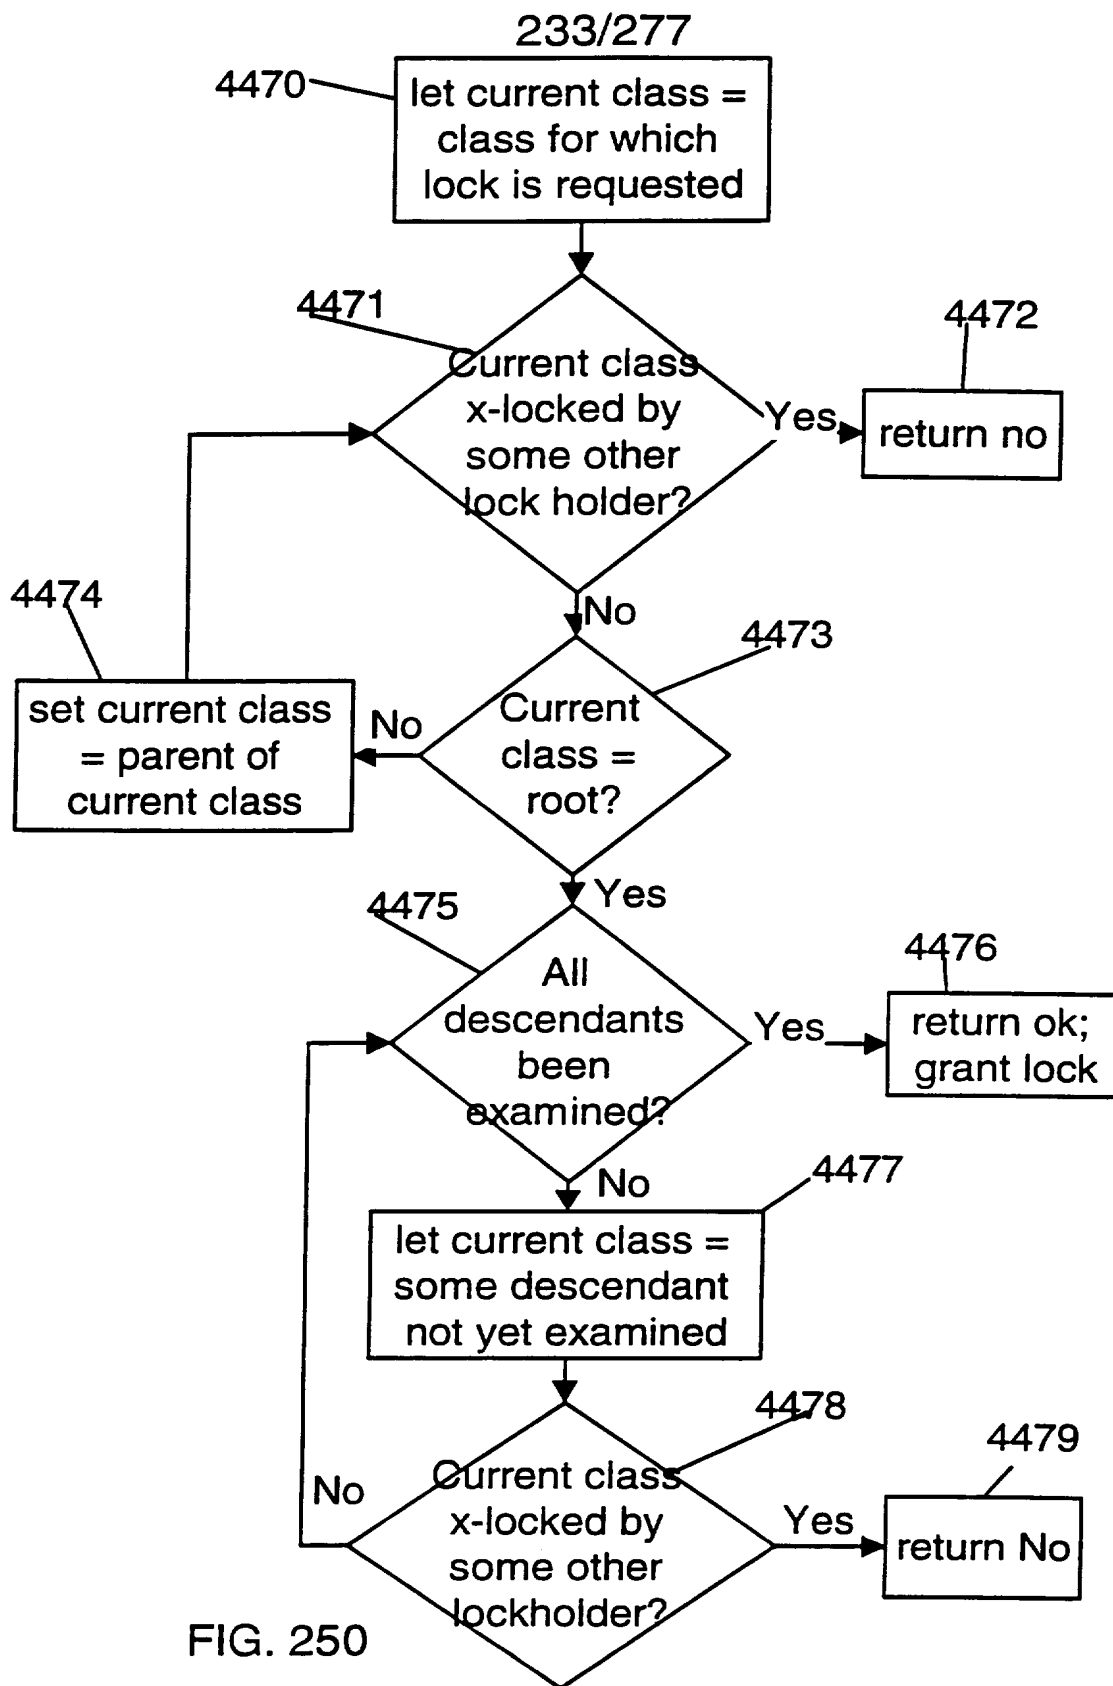 233/277
4470
let current class =
class for which
lock is requested
4471
Current class
x-locked by
some other
lock holder?
Yes
4472
return no
No
4474
set current class
= parent of
current class
No
4473
Current
class =
root?
Yes
4475
All
descendants
been
examined?
Yes
4476
return ok;
grant lock
No
4477
let current class =
some descendant
not yet examined
4478
Current class
x-locked by
some other
lockholder?
No
Yes
4479
return No
FIG. 250